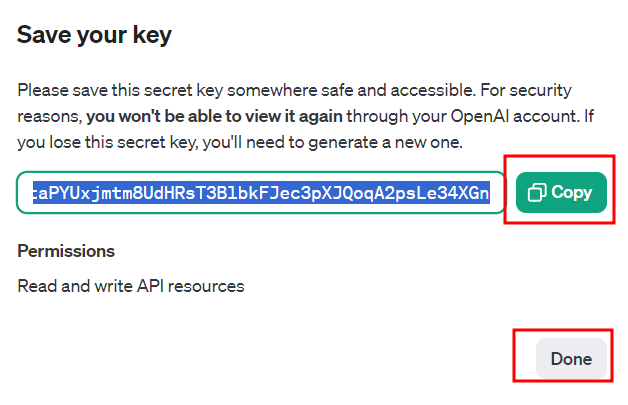 Save your key
Please save this secret key somewhere safe and accessible. For security
reasons, you won't be able to view it again through your OpenAI account. If
you lose this secret key, you'll need to generate a new one.
taPYUxjmtm8UdHRsT3BlbkFJec3pXJQoqA2psLe34XGn
Copy
Permissions
Read and write API resources
Done